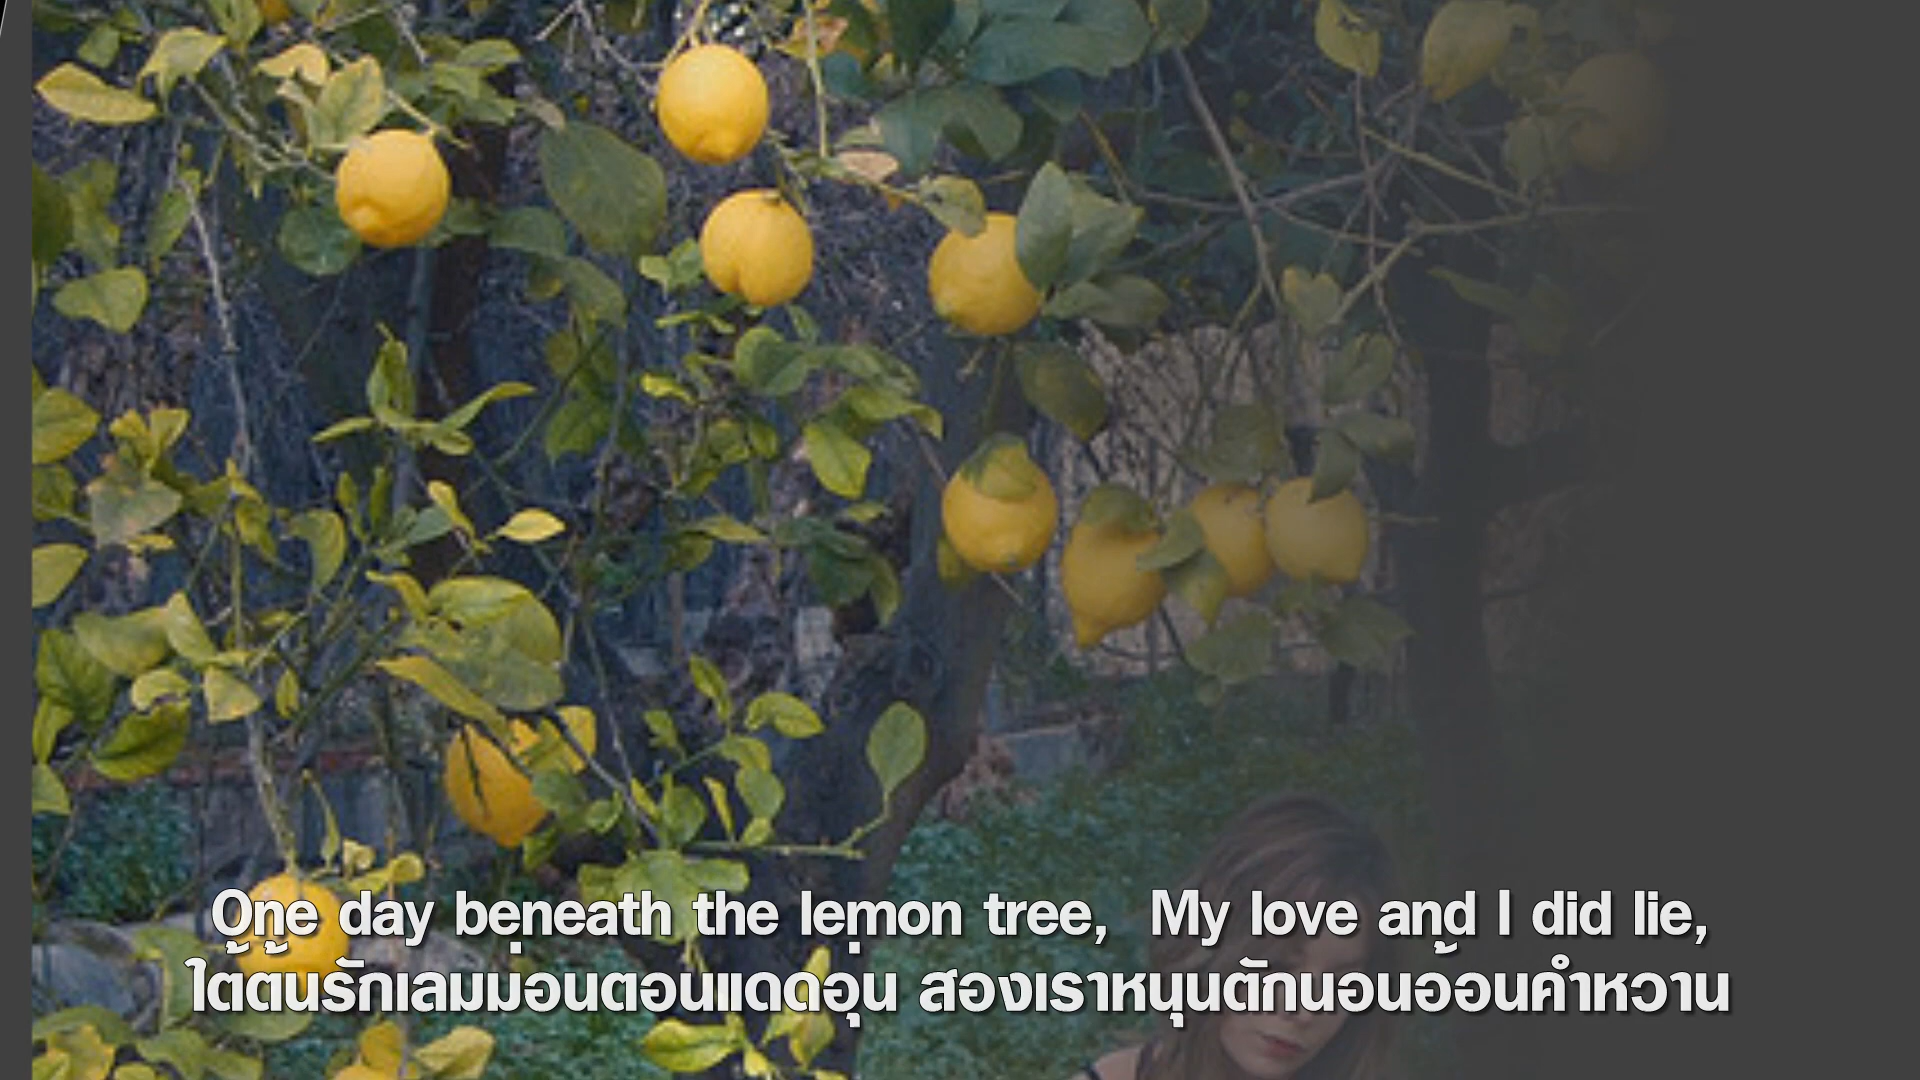 One day beneath the lemon tree, My love and I did lie,
ใต้ต้นรักเลมม่อนตอนแดดอุ่น สองเราหนุนตักนอนอ้อนคำหวาน